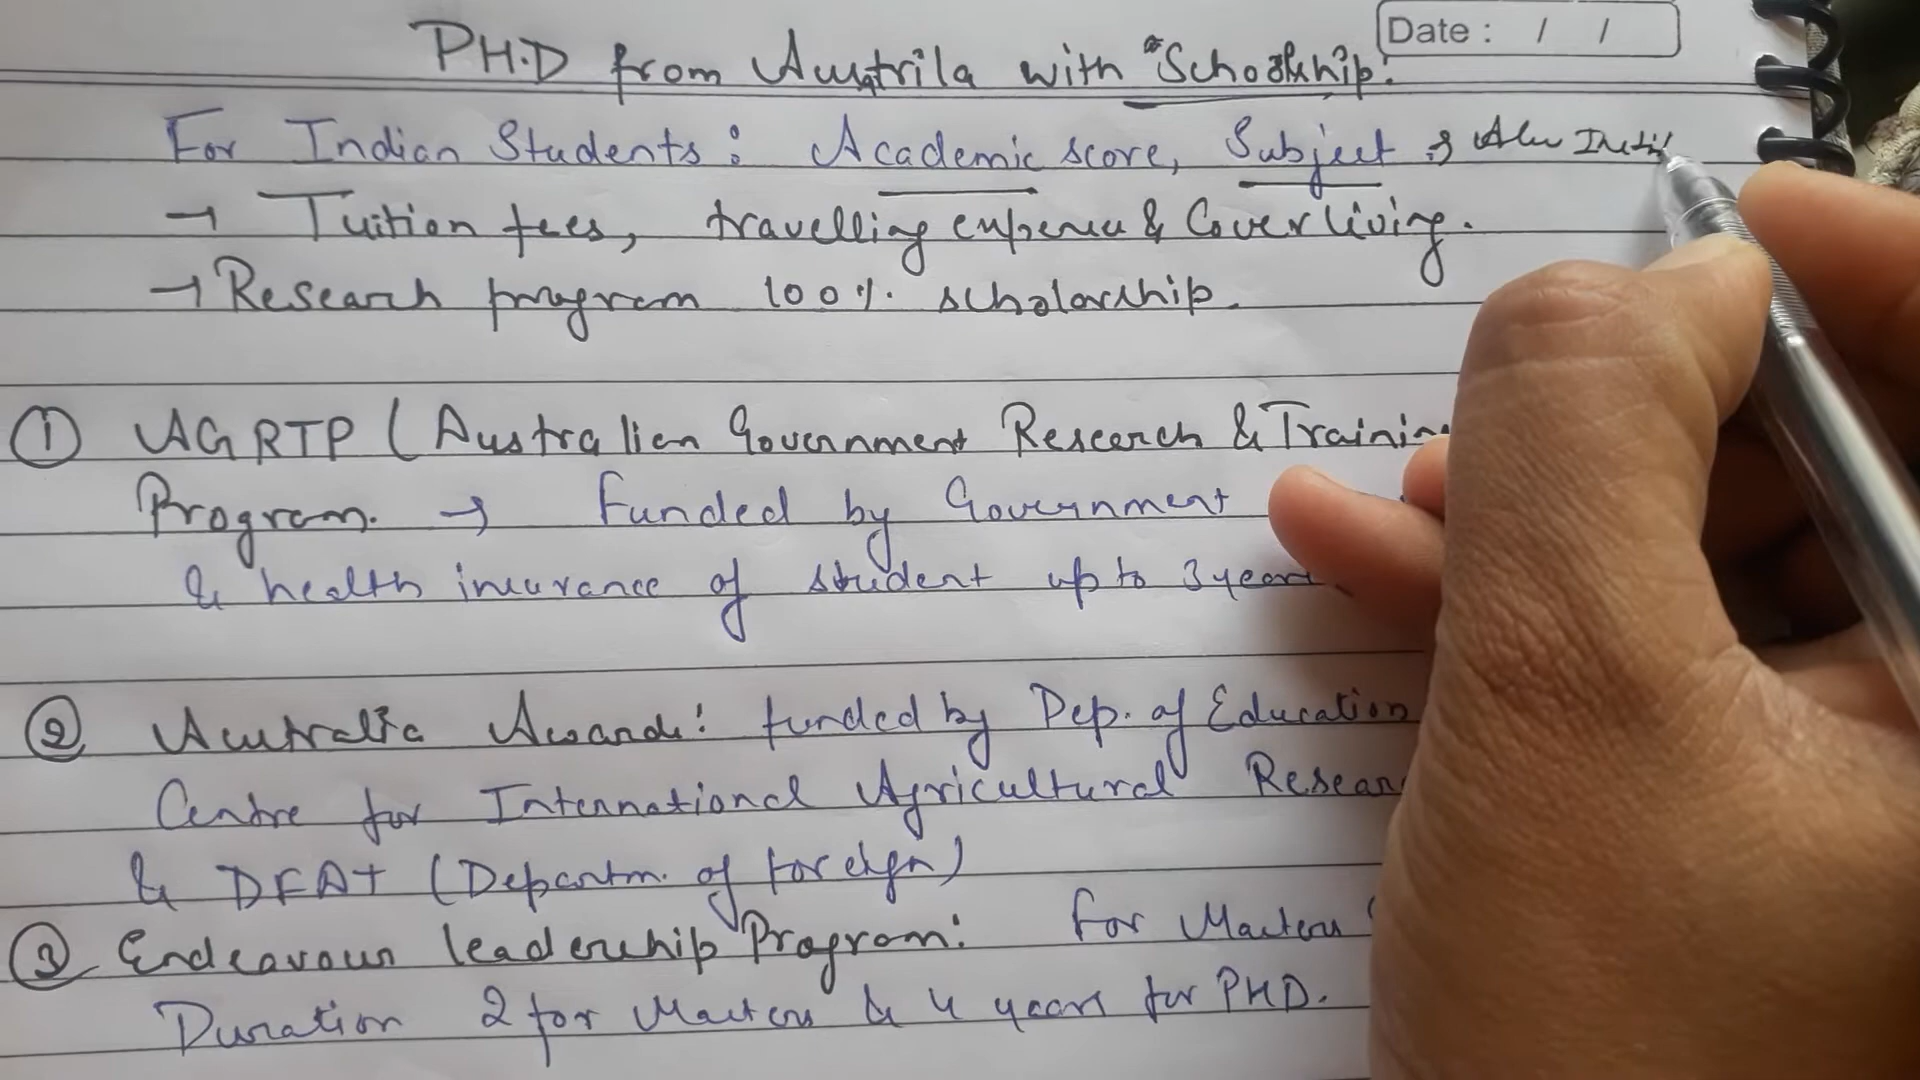 Date : / /
PH.D from Austrila with "Schoolship.
For Indian Students : Academic score, Subject &
→ Tuition fees, travelling expence & Cover living.
→ Research program 100%. scholarship.
① AGRTP (Australian Government Research & Training
Program. → Funded by Government
& health insurance of student up to 3 years
② Australia Awards: funded by Dep. of Education
Centre for International Agricultural Resear
& DFAT (Departm. of foreign)
③ Endeavour leadership Program: For Masters
Duration 2 for Masters & 4 years for PHD.